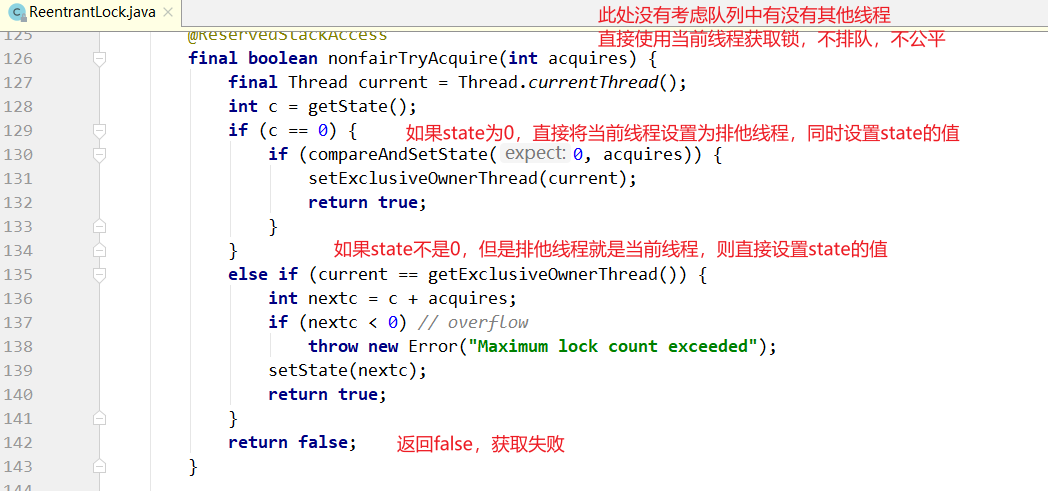 ReentrantLock.java ×
此处没有考虑队列中有没有其他线程
直接使用当前线程获取锁，不排队，不公平
125 @ReservedStackAccess
126 final boolean nonfairTryAcquire(int acquires) {
127 final Thread current = Thread.currentThread();
128 int c = getState();
129 if (c == 0) { 如果state为0，直接将当前线程设置为排他线程，同时设置state的值
130 if (compareAndSetState( expect: 0, acquires)) {
131 setExclusiveOwnerThread(current);
132 return true;
133 }
134 } 如果state不是0，但是排他线程就是当前线程，则直接设置state的值
135 else if (current == getExclusiveOwnerThread()) {
136 int nextc = c + acquires;
137 if (nextc < 0) // overflow
138 throw new Error("Maximum lock count exceeded");
139 setState(nextc);
140 return true;
141 }
142 return false; 返回false，获取失败
143 }
144